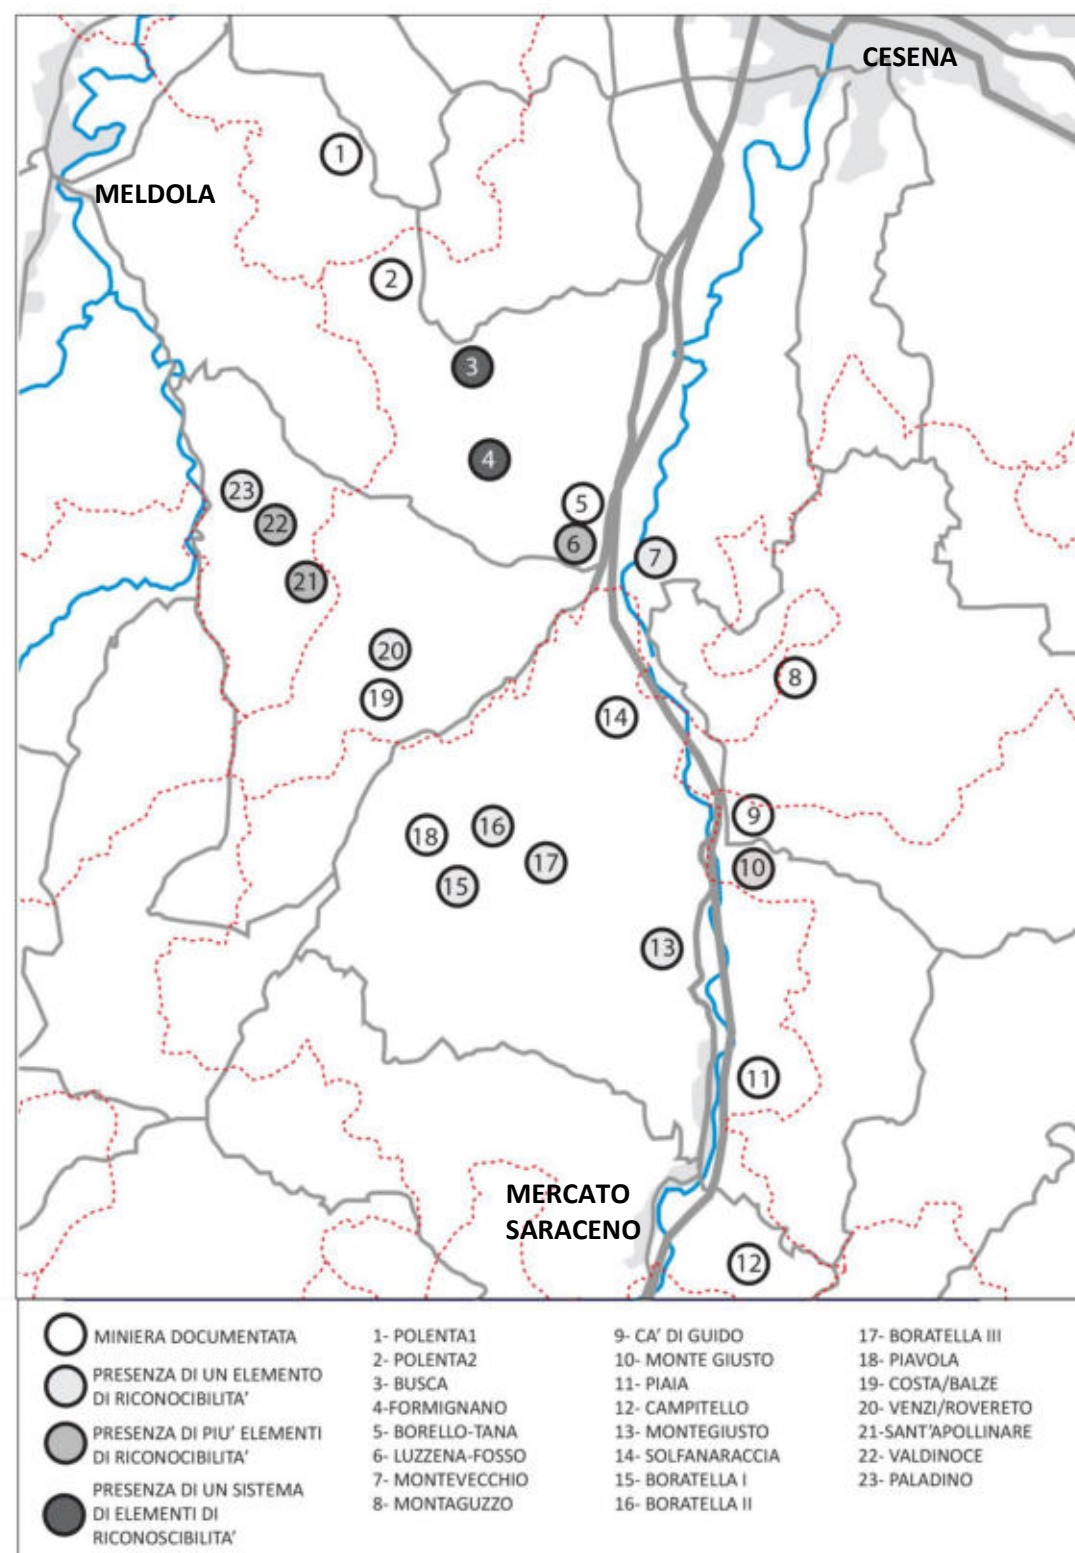 CESENA
1
MELDOLA
2
3
4
23
5
22
6
7
21
20
8
19
14
9
16
18
17
10
15
13
11
MERCATO
SARACENO
12
MINIERA DOCUMENTATA
PRESENZA DI UN ELEMENTO
DI RICONOCIBILITA'
PRESENZA DI PIU' ELEMENTI
DI RICONOCIBILITA'
PRESENZA DI UN SISTEMA
DI ELEMENTI DI
RICONOSCIBILITA'
1- POLENTA1
2- POLENTA2
3- BUSCA
4-FORMIGNANO
5- BORELLO-TANA
6- LUZZENA-FOSSO
7- MONTEVECCHIO
8- MONTAGUZZO
9- CA' DI GUIDO
10- MONTE GIUSTO
11- PIAIA
12- CAMPITELLO
13- MONTEGIUSTO
14- SOLFANARACCIA
15- BORATELLA I
16- BORATELLA II
17- BORATELLA III
18- PIAVOLA
19- COSTA/BALZE
20- VENZI/ROVERETO
21-SANT'APOLLINARE
22- VALDINOCE
23- PALADINO